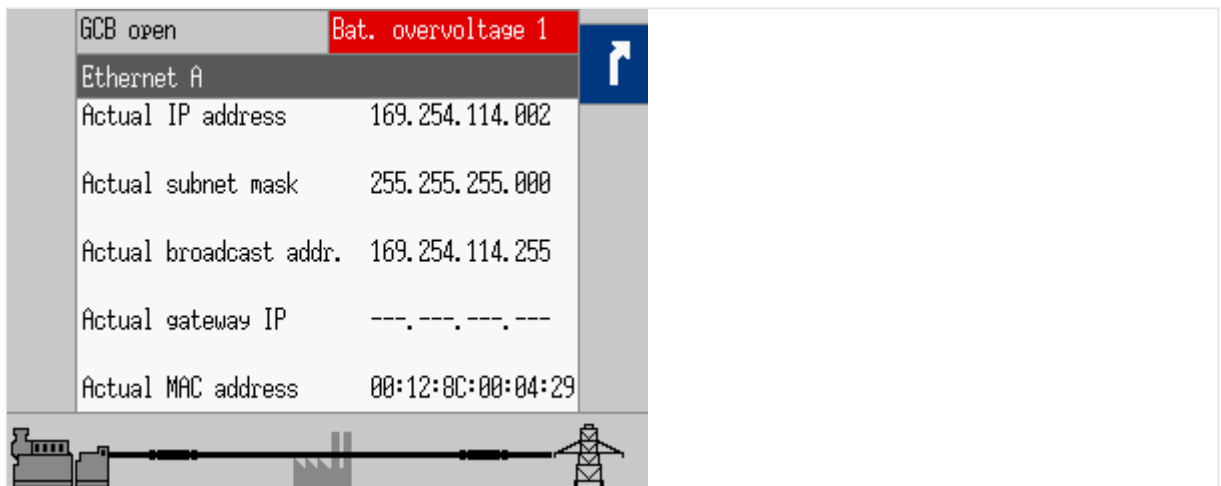 GCB open Bat. overvoltage 1
Ethernet A
Actual IP address 169.254.114.002
Actual subnet mask 255.255.255.000
Actual broadcast addr. 169.254.114.255
Actual gateway IP ---.---.---.---
Actual MAC address 00:12:8C:00:04:29